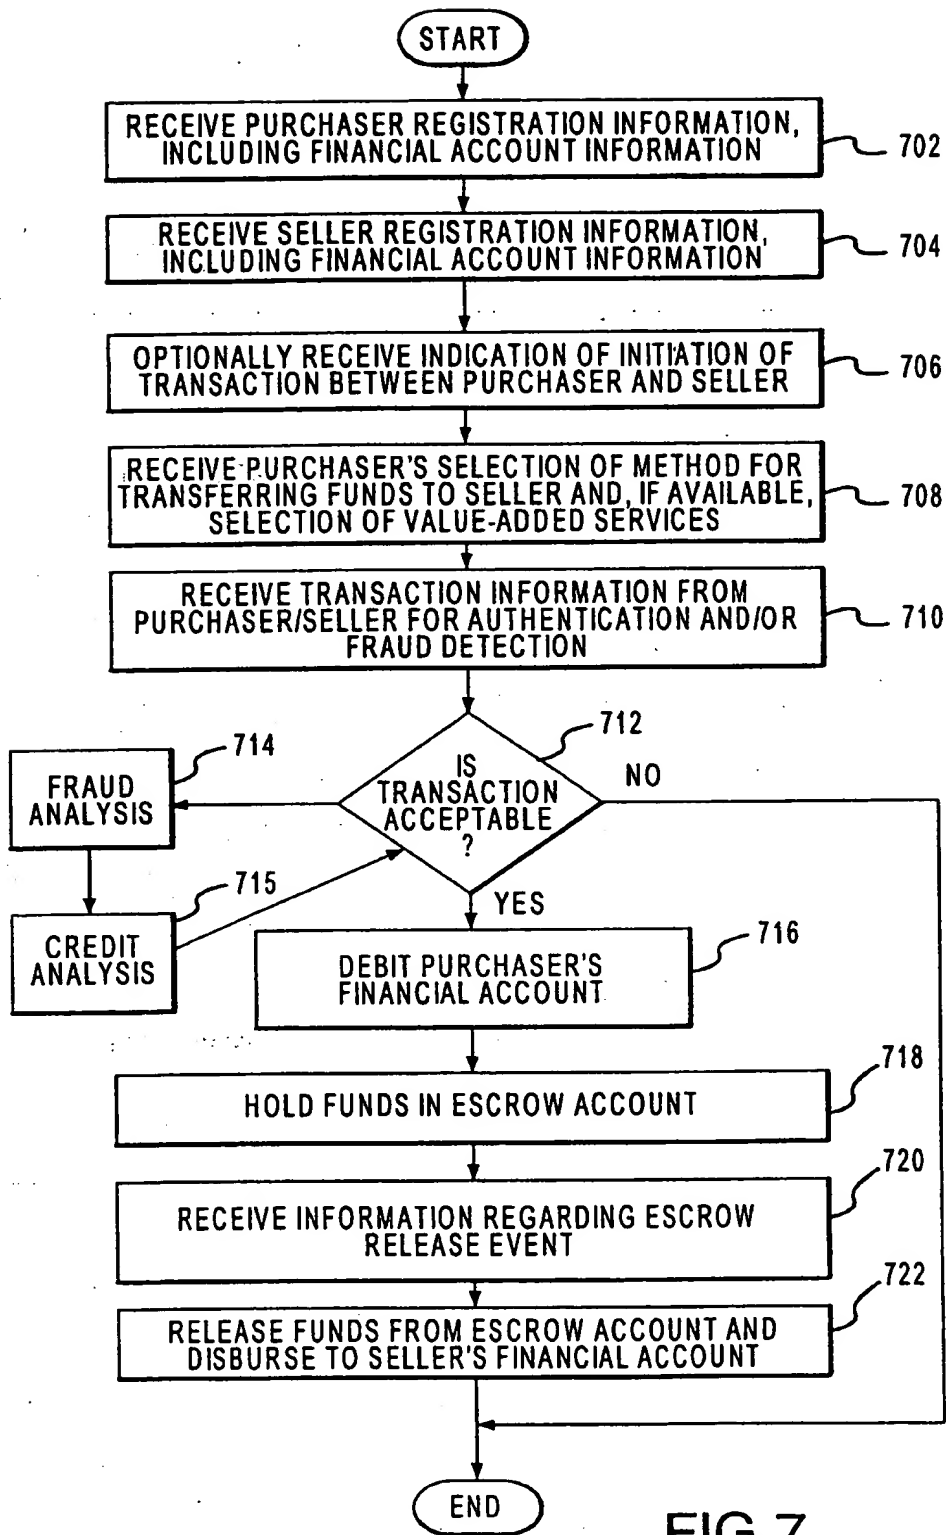 START
RECEIVE PURCHASER REGISTRATION INFORMATION,
INCLUDING FINANCIAL ACCOUNT INFORMATION
702
RECEIVE SELLER REGISTRATION INFORMATION,
INCLUDING FINANCIAL ACCOUNT INFORMATION
704
OPTIONALLY RECEIVE INDICATION OF INITIATION OF
TRANSACTION BETWEEN PURCHASER AND SELLER
706
RECEIVE PURCHASER'S SELECTION OF METHOD FOR
TRANSFERRING FUNDS TO SELLER AND, IF AVAILABLE,
SELECTION OF VALUE-ADDED SERVICES
708
RECEIVE TRANSACTION INFORMATION FROM
PURCHASER/SELLER FOR AUTHENTICATION AND/OR
FRAUD DETECTION
710
712
IS
TRANSACTION
ACCEPTABLE
?
NO
714
FRAUD
ANALYSIS
715
CREDIT
ANALYSIS
YES
716
DEBIT PURCHASER'S
FINANCIAL ACCOUNT
718
HOLD FUNDS IN ESCROW ACCOUNT
720
RECEIVE INFORMATION REGARDING ESCROW
RELEASE EVENT
722
RELEASE FUNDS FROM ESCROW ACCOUNT AND
DISBURSE TO SELLER'S FINANCIAL ACCOUNT
END
FIG.7